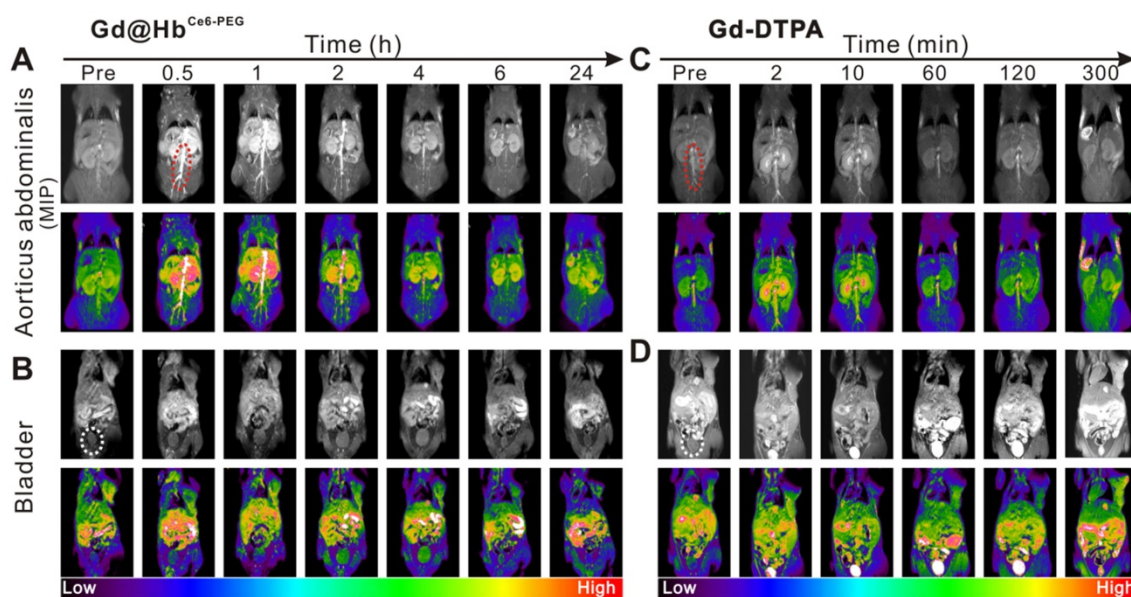 Gd@Hb^Ce6-PEG
Time (h)
A
Pre 0.5 1 2 4 6 24
Gd-DTPA
Time (min)
C
Pre 2 10 60 120 300
Aorticus abdominalis
(MIP)
B
D
Bladder
Low High
Low High